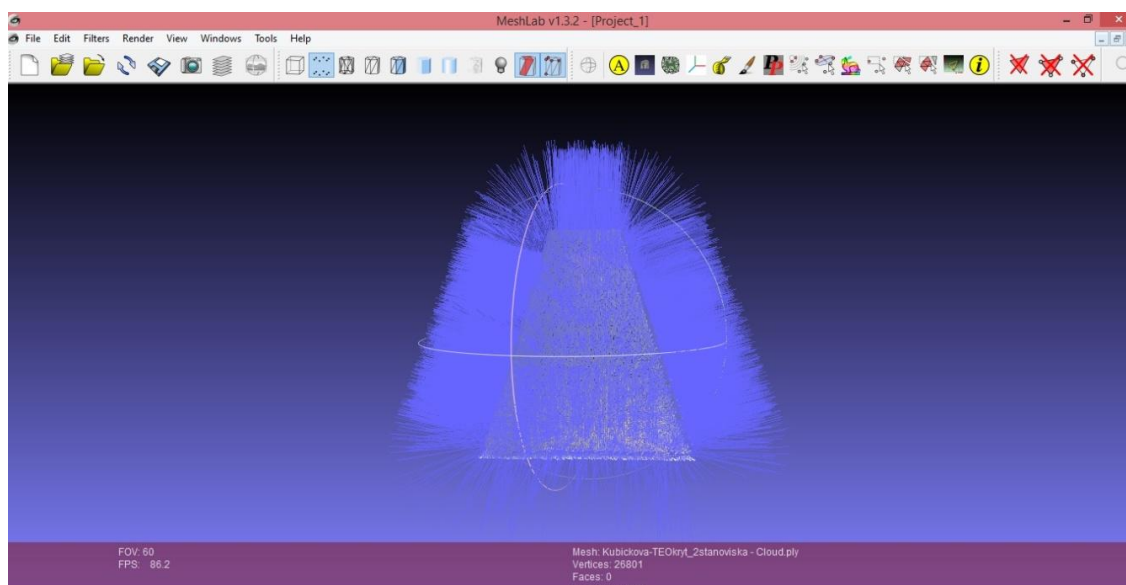 MeshLab v1.3.2 - [Project_1]
File Edit Filters Render View Windows Tools Help
FOV: 60
FPS: 86.2
Mesh: Kubickova-TEOkryt_2stanoviska - Cloud.ply
Vertices: 26801
Faces: 0